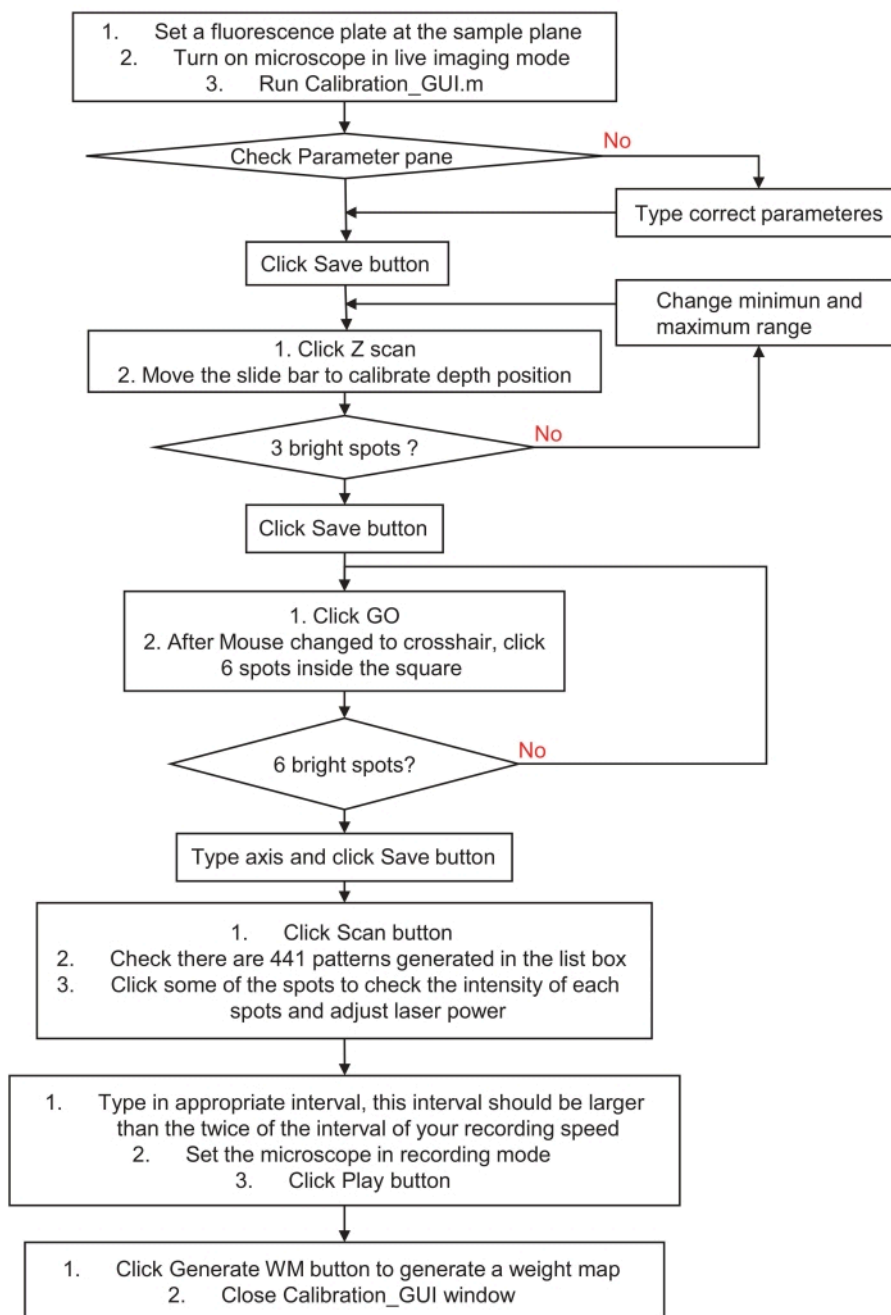 1. Set a fluorescence plate at the sample plane
2. Turn on microscope in live imaging mode
3. Run Calibration_GUI.m
Check Parameter pane
No
Type correct parameteres
Click Save button
Change minimun and
maximum range
1. Click Z scan
2. Move the slide bar to calibrate depth position
3 bright spots ?
No
Click Save button
1. Click GO
2. After Mouse changed to crosshair, click
6 spots inside the square
6 bright spots?
No
Type axis and click Save button
1. Click Scan button
2. Check there are 441 patterns generated in the list box
3. Click some of the spots to check the intensity of each
spots and adjust laser power
1. Type in appropriate interval, this interval should be larger
than the twice of the interval of your recording speed
2. Set the microscope in recording mode
3. Click Play button
1. Click Generate WM button to generate a weight map
2. Close Calibration_GUI window